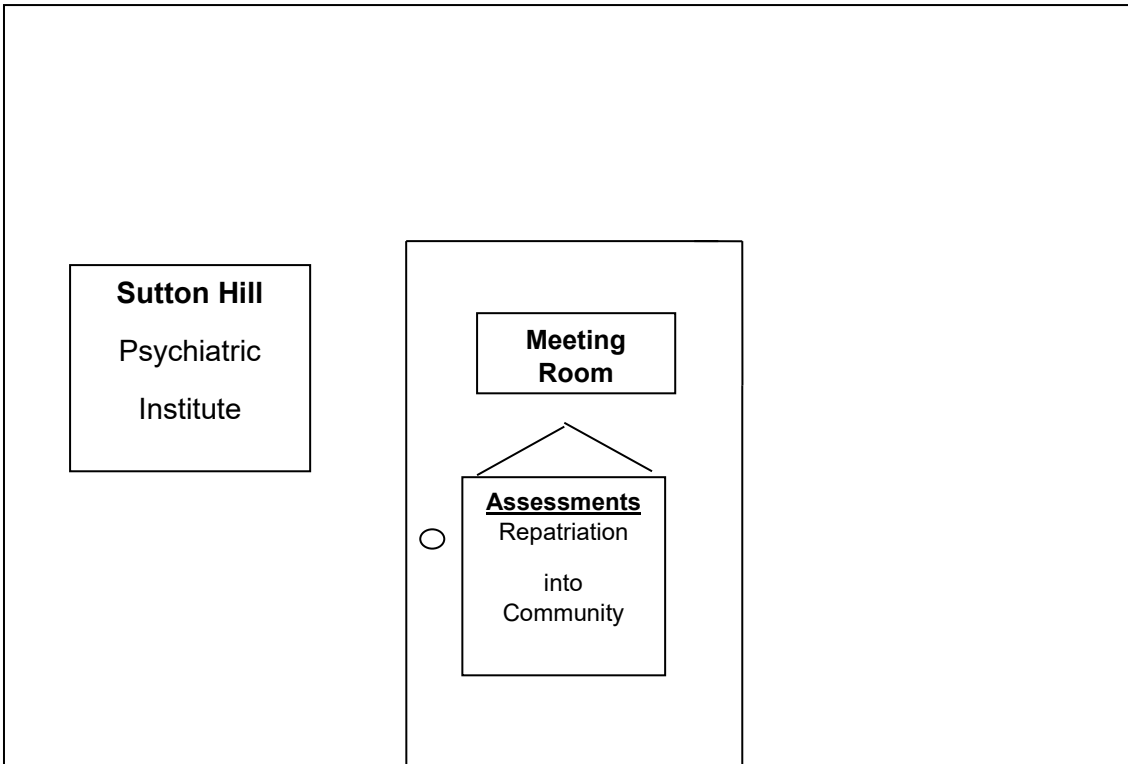 Sutton Hill
Psychiatric
Institute
Meeting
Room
Assessments
Repatriation
into
Community